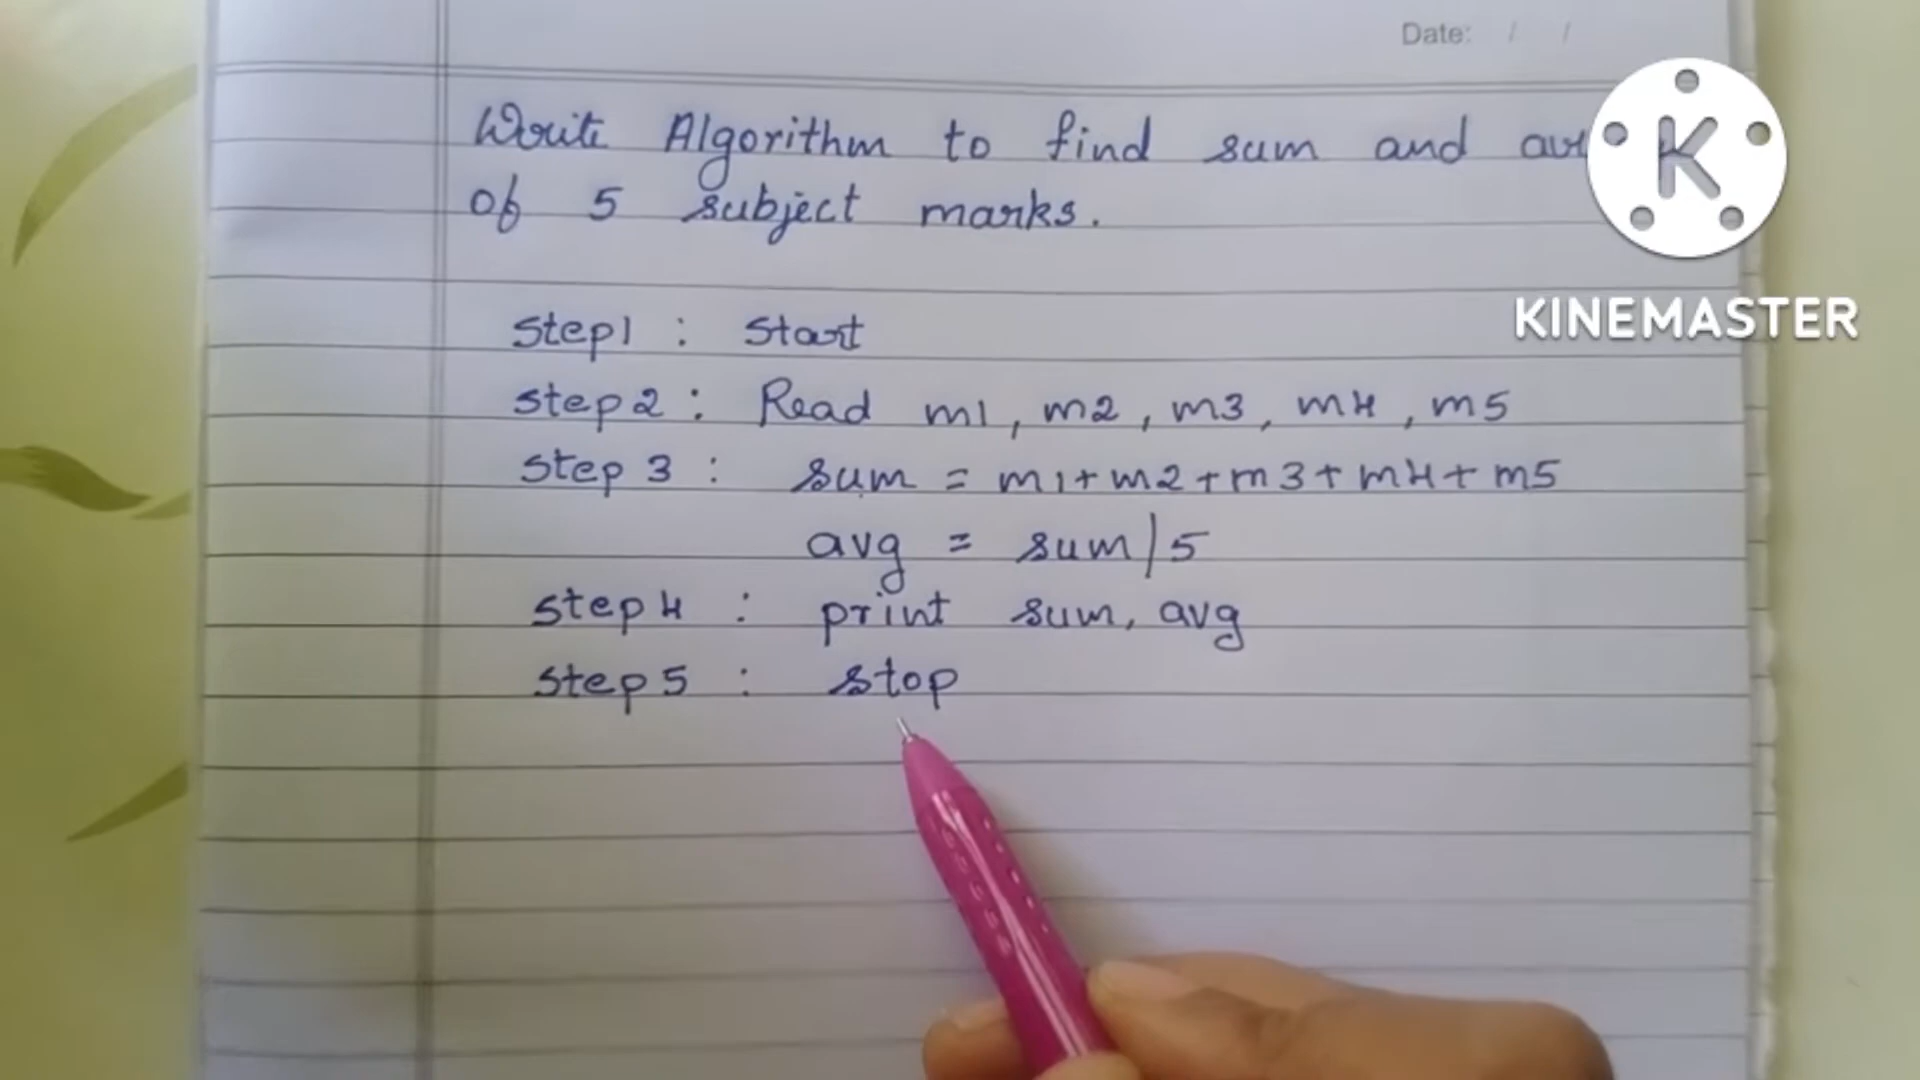 Date: / /
Write Algorithm to find sum and
of 5 subject marks.
Step1 : Start
Step2 : Read m1, m2, m3, m4, m5
Step 3 : sum = m1+m2+m3+m4+m5
avg = sum/5
Step4 : print sum, avg
Step5 : stop
K
KINEMASTER